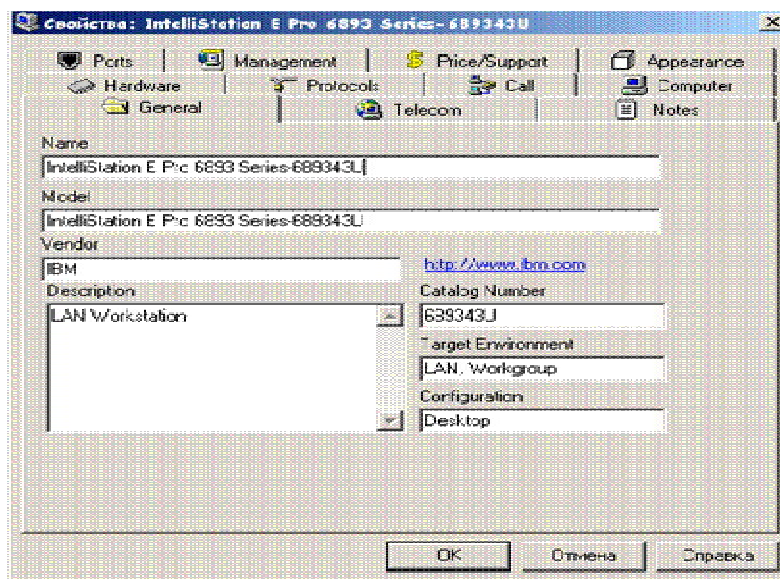 Свойства: IntelliStation E Pro 6893 Series-689343U
Ports Management Price/Support Appearance
Hardware Protocols Call Computer
General Telecom Notes
Name
IntelliStation E Pro 6893 Series-689343U
Model
IntelliStation E Pro 6893 Series-689343U
Vendor
IBM http://www.ibm.com
Description Catalog Number
LAN Workstation 689343U
Target Environment
LAN, Workgroup
Configuration
Desktop
OK Отмена Справка